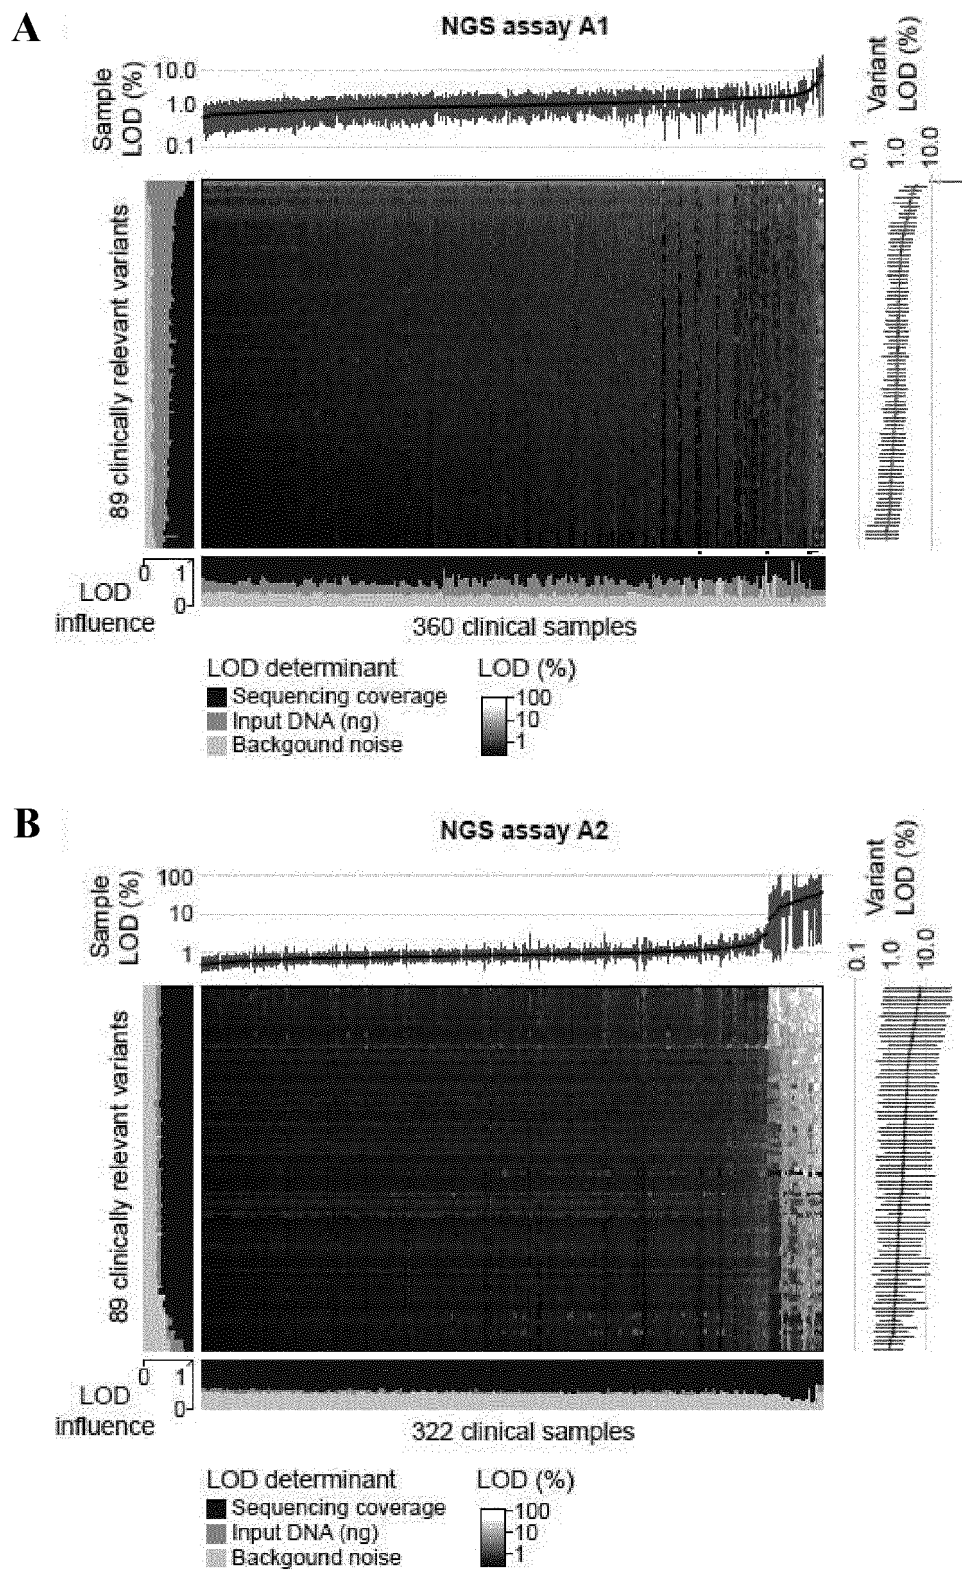 A
NGS assay A1
Sample
LOD (%)
10.0
1.0
0.1
Variant
LOD (%)
0.1
1.0
10.0
89 clinically relevant variants
0
1
1
0
LOD
influence
360 clinical samples
LOD determinant
Sequencing coverage
Input DNA (ng)
Backgound noise
LOD (%)
100
10
1
B
NGS assay A2
Sample
LOD (%)
100
10
1
Variant
LOD (%)
0.1
1.0
10.0
89 clinically relevant variants
0
1
1
0
LOD
influence
322 clinical samples
LOD determinant
Sequencing coverage
Input DNA (ng)
Backgound noise
LOD (%)
100
10
1